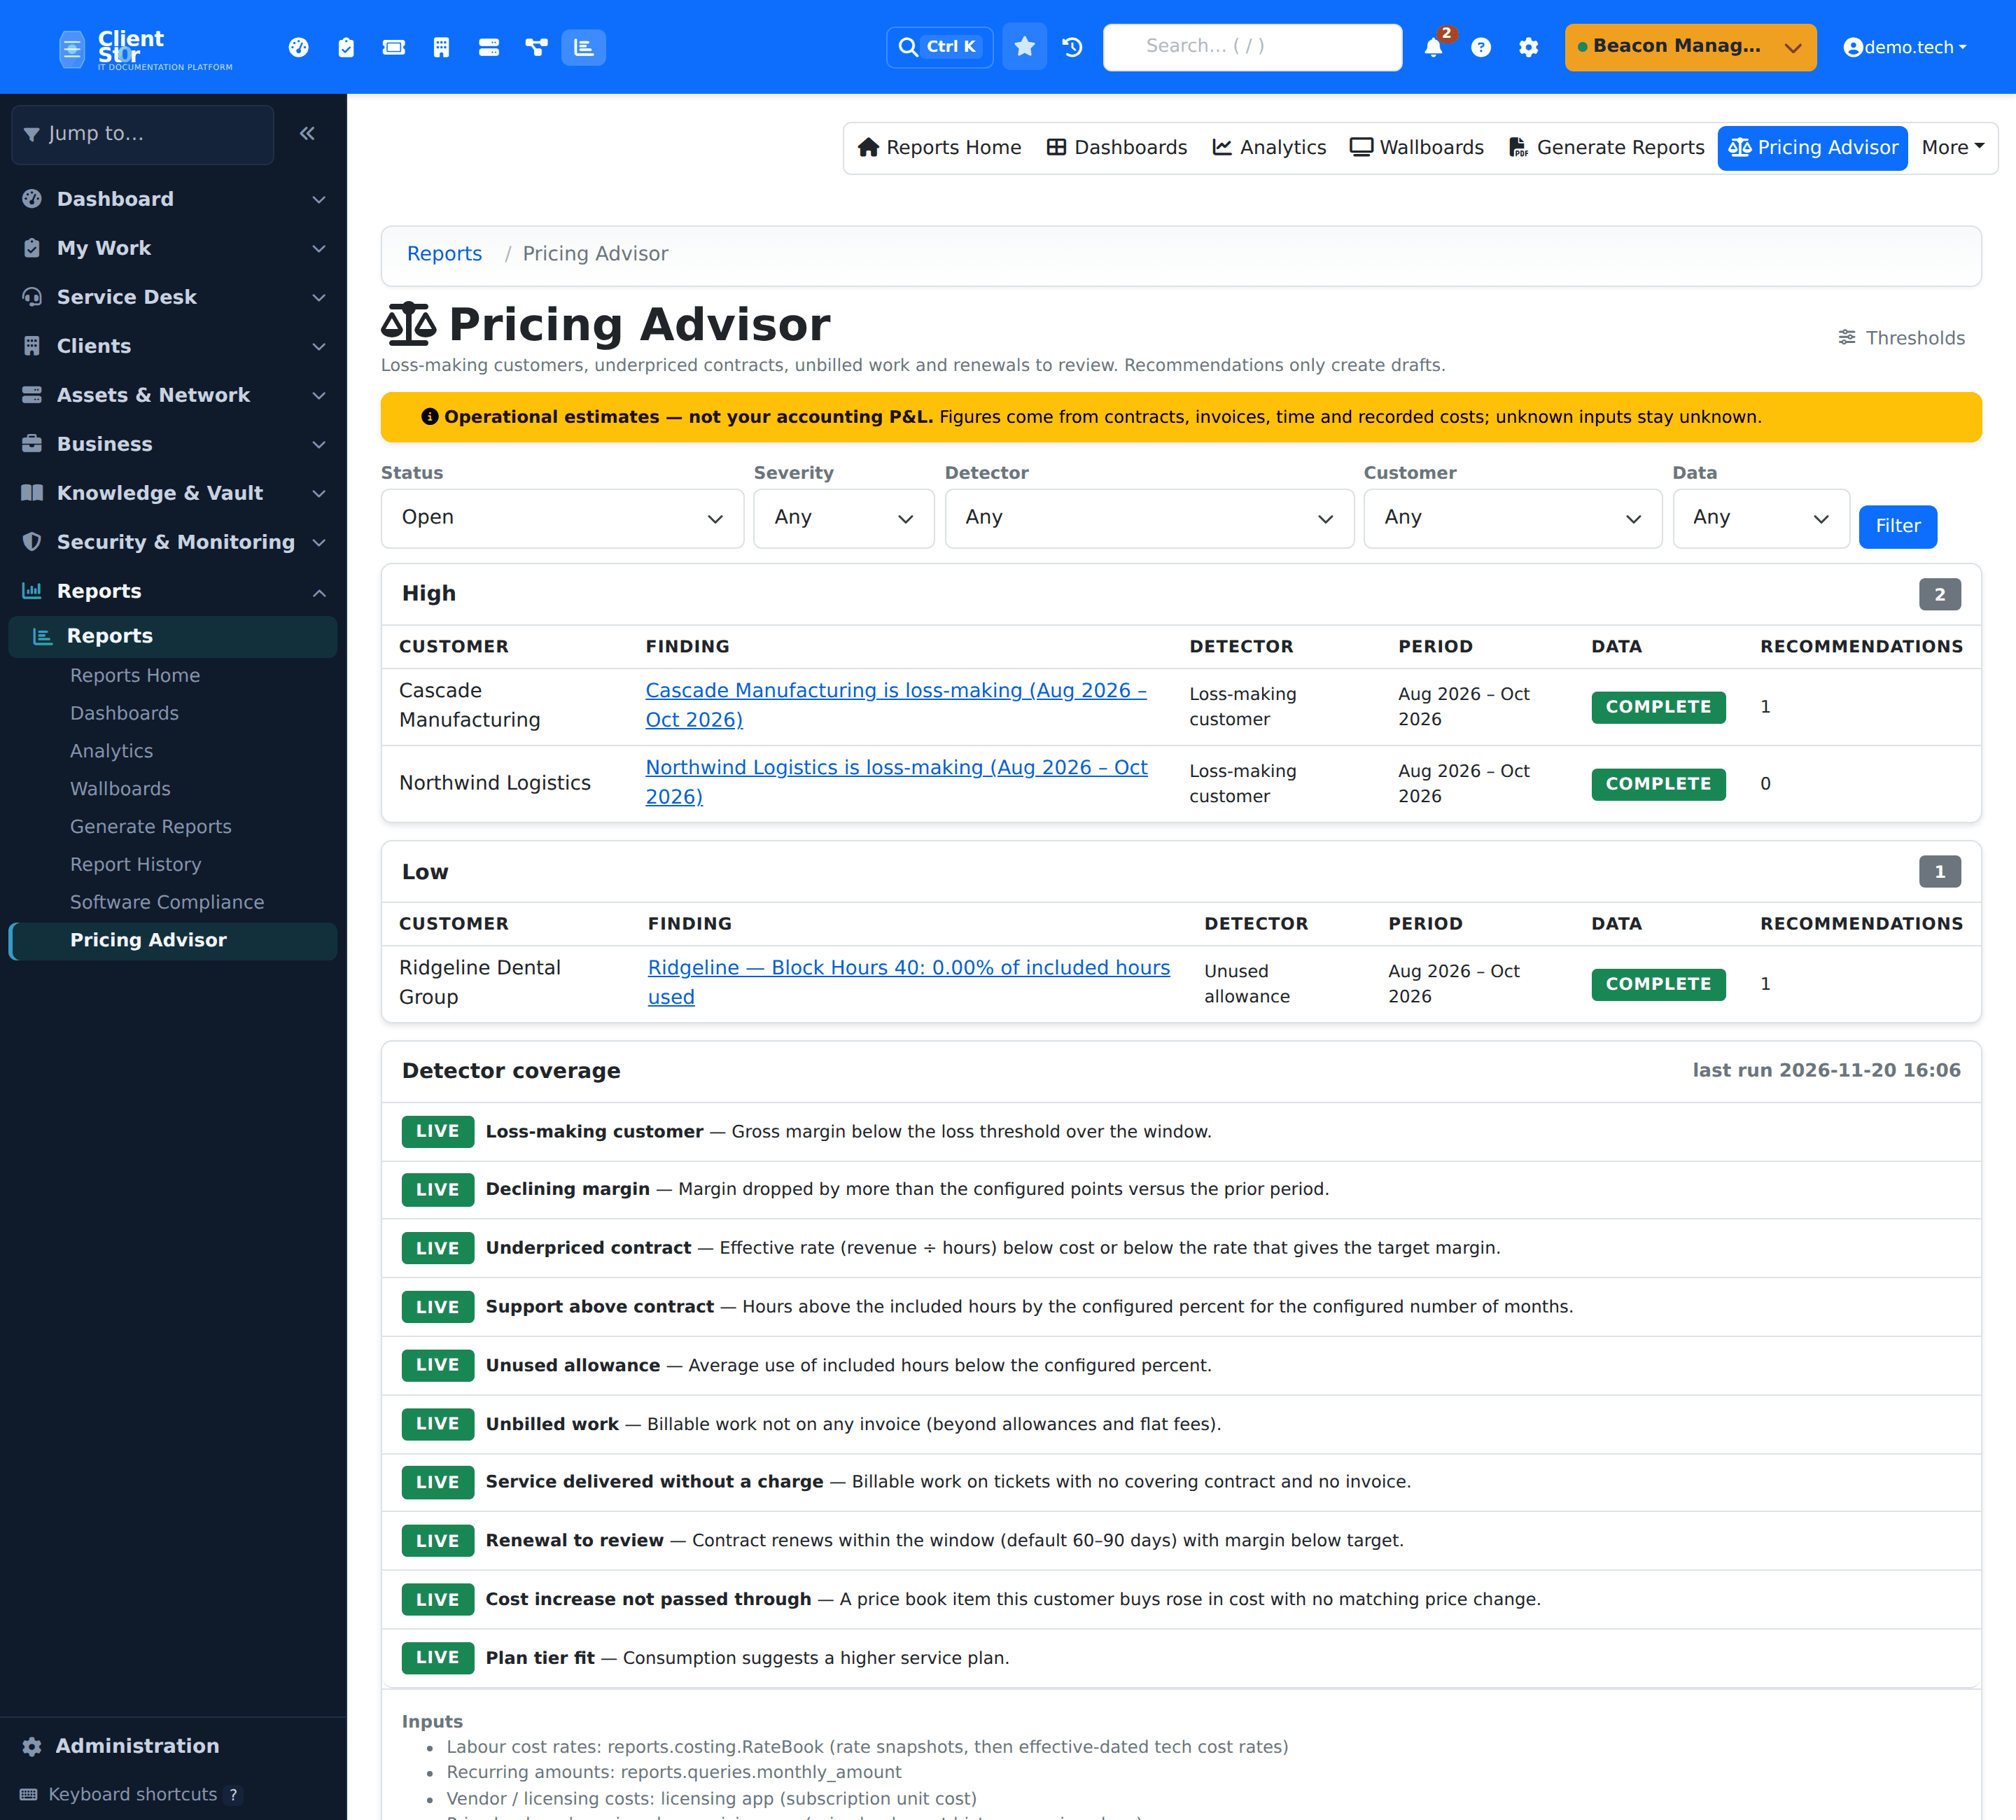 Client
St0r
IT DOCUMENTATION PLATFORM
Ctrl K
Search... ( / )
2
Beacon Manag...
demo.tech
Jump to...
Dashboard
My Work
Service Desk
Clients
Assets & Network
Business
Knowledge & Vault
Security & Monitoring
Reports
Reports
Reports Home
Dashboards
Analytics
Wallboards
Generate Reports
Report History
Software Compliance
Pricing Advisor
Administration
Keyboard shortcuts ?
Reports Home Dashboards Analytics Wallboards Generate Reports Pricing Advisor More
Reports / Pricing Advisor
Pricing Advisor
Thresholds
Loss-making customers, underpriced contracts, unbilled work and renewals to review. Recommendations only create drafts.
Operational estimates — not your accounting P&L. Figures come from contracts, invoices, time and recorded costs; unknown inputs stay unknown.
Status Severity Detector Customer Data
Open Any Any Any Any Filter
High 2
CUSTOMER FINDING DETECTOR PERIOD DATA RECOMMENDATIONS
Cascade Manufacturing Cascade Manufacturing is loss-making (Aug 2026 – Oct 2026) Loss-making customer Aug 2026 – Oct 2026 COMPLETE 1
Northwind Logistics Northwind Logistics is loss-making (Aug 2026 – Oct 2026) Loss-making customer Aug 2026 – Oct 2026 COMPLETE 0
Low 1
CUSTOMER FINDING DETECTOR PERIOD DATA RECOMMENDATIONS
Ridgeline Dental Group Ridgeline — Block Hours 40: 0.00% of included hours used Unused allowance Aug 2026 – Oct 2026 COMPLETE 1
Detector coverage last run 2026-11-20 16:06
LIVE Loss-making customer — Gross margin below the loss threshold over the window.
LIVE Declining margin — Margin dropped by more than the configured points versus the prior period.
LIVE Underpriced contract — Effective rate (revenue ÷ hours) below cost or below the rate that gives the target margin.
LIVE Support above contract — Hours above the included hours by the configured percent for the configured number of months.
LIVE Unused allowance — Average use of included hours below the configured percent.
LIVE Unbilled work — Billable work not on any invoice (beyond allowances and flat fees).
LIVE Service delivered without a charge — Billable work on tickets with no covering contract and no invoice.
LIVE Renewal to review — Contract renews within the window (default 60–90 days) with margin below target.
LIVE Cost increase not passed through — A price book item this customer buys rose in cost with no matching price change.
LIVE Plan tier fit — Consumption suggests a higher service plan.
Inputs
Labour cost rates: reports.costing.RateBook (rate snapshots, then effective-dated tech cost rates)
Recurring amounts: reports.queries.monthly_amount
Vendor / licensing costs: licensing app (subscription unit cost)